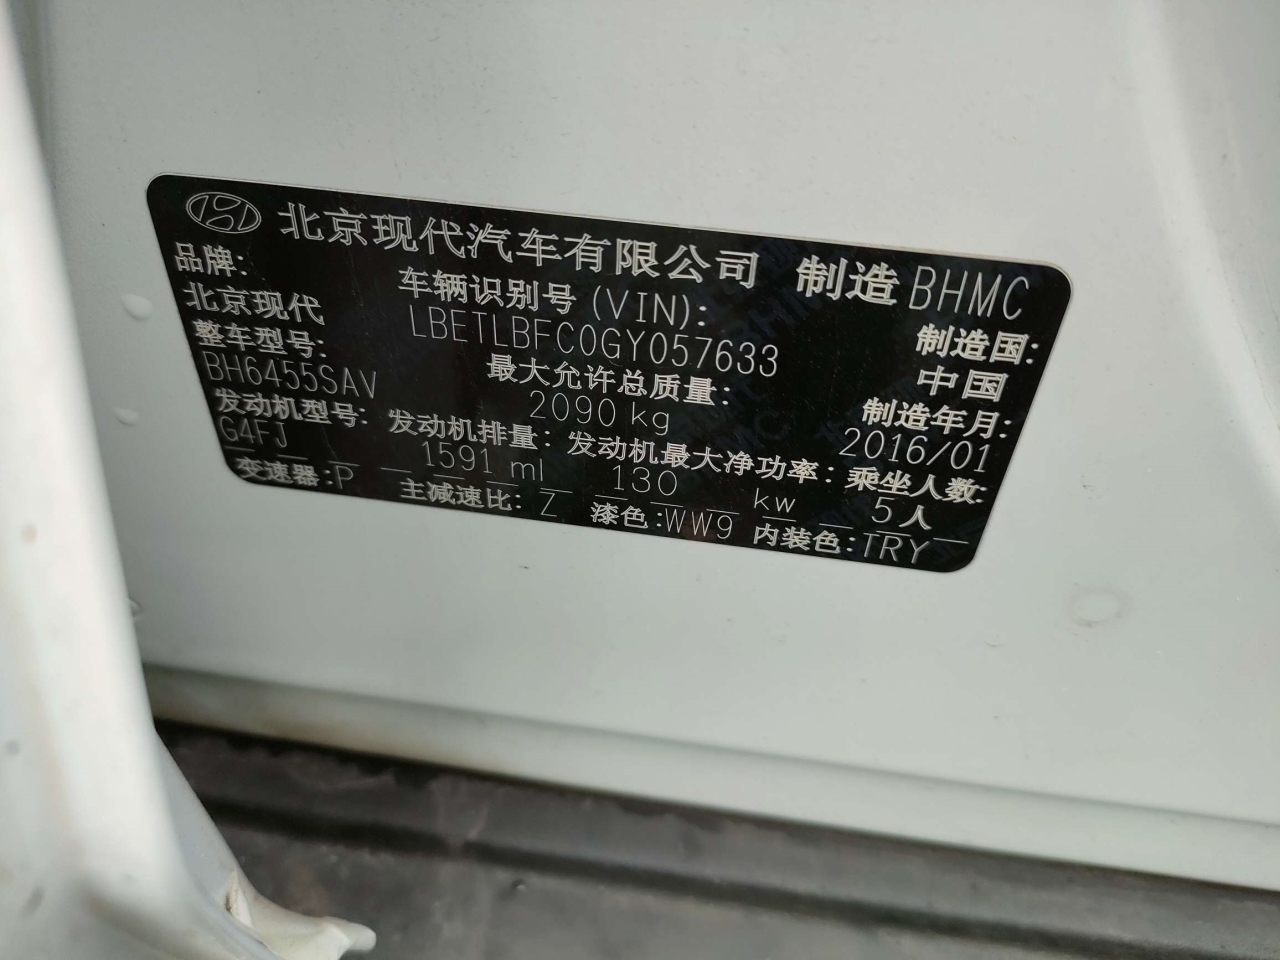 北京现代汽车有限公司 制造 BHMC
品牌: 车辆识别号 (VIN): 制造国:
北京现代 LBETLBFC0GY057633 中国
整车型号: 最大允许总质量: 制造年月:
BH6455SAV 2090 kg 2016/01
发动机型号: 发动机排量: 发动机最大净功率: 乘坐人数:
G4FJ 1591 ml 130 kw 5人
变速器:P 主减速比: Z 漆色:WW9 内装色:TRY